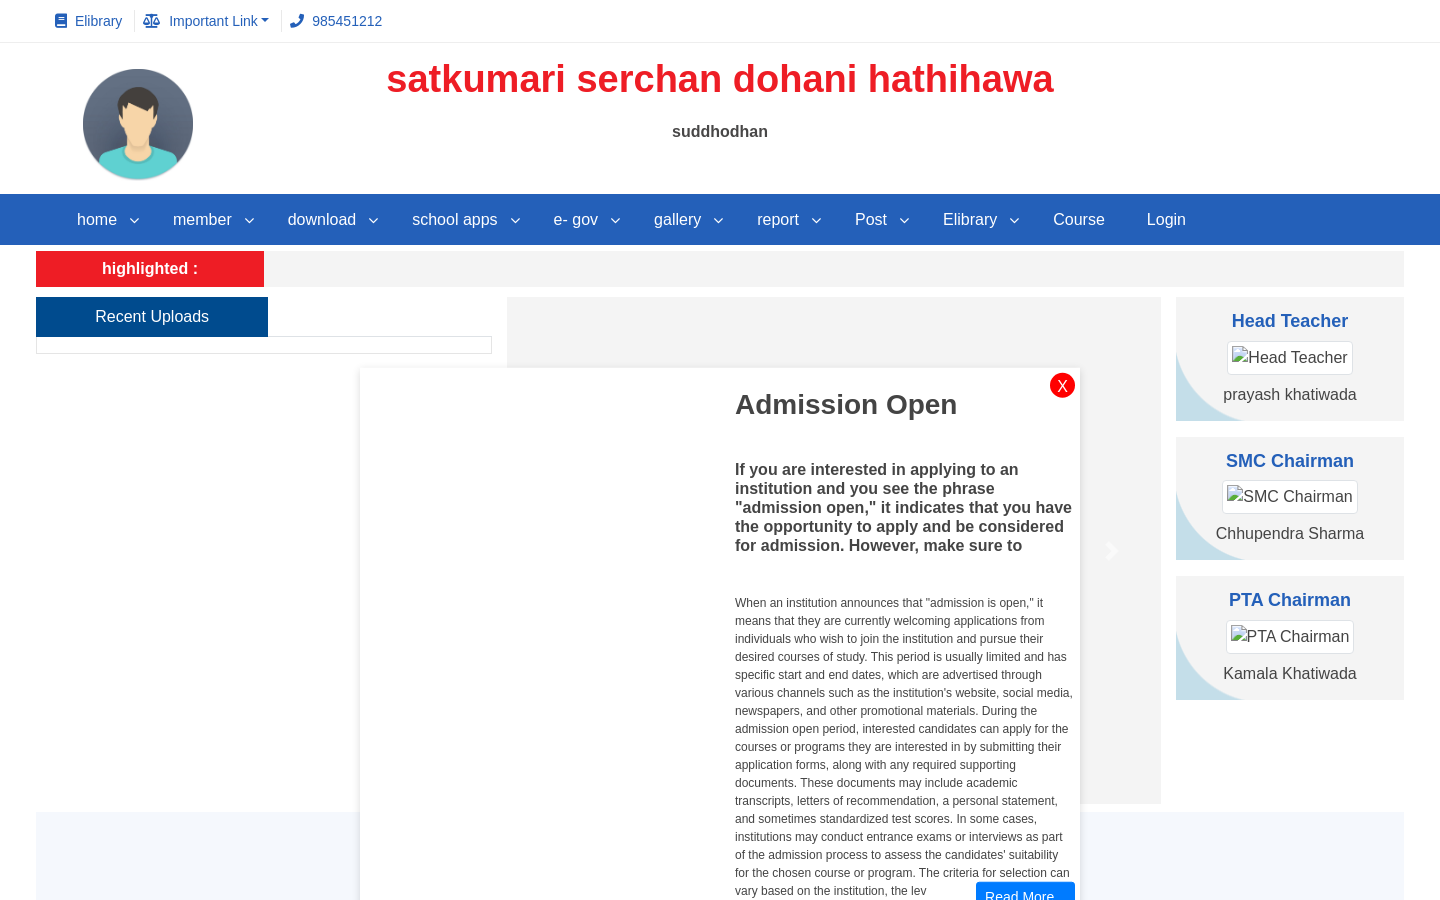 Elibrary
Important Link
985451212
satkumari serchan dohani hathihawa
suddhodhan
home
member
download
school apps
e- gov
gallery
report
Post
Elibrary
Course
Login
highlighted :
Recent Uploads
Head Teacher
Head Teacher
prayash khatiwada
SMC Chairman
SMC Chairman
Chhupendra Sharma
PTA Chairman
PTA Chairman
Kamala Khatiwada
X
Admission Open
If you are interested in applying to an
institution and you see the phrase
"admission open," it indicates that you have
the opportunity to apply and be considered
for admission. However, make sure to
When an institution announces that "admission is open," it
means that they are currently welcoming applications from
individuals who wish to join the institution and pursue their
desired courses of study. This period is usually limited and has
specific start and end dates, which are advertised through
various channels such as the institution's website, social media,
newspapers, and other promotional materials. During the
admission open period, interested candidates can apply for the
courses or programs they are interested in by submitting their
application forms, along with any required supporting
documents. These documents may include academic
transcripts, letters of recommendation, a personal statement,
and sometimes standardized test scores. In some cases,
institutions may conduct entrance exams or interviews as part
of the admission process to assess the candidates' suitability
for the chosen course or program. The criteria for selection can
vary based on the institution, the lev
Read More